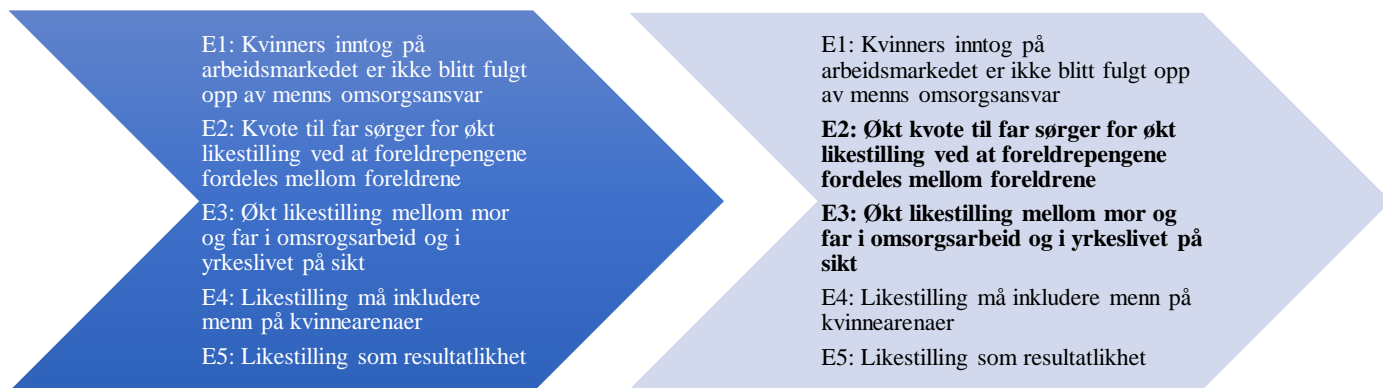 E1: Kvinners inntog på
arbeidsmarkedet er ikke blitt fulgt
opp av menns omsorgsansvar
E2: Kvote til far sørger for økt
likestilling ved at foreldrepengene
fordeles mellom foreldrene
E3: Økt likestilling mellom mor
og far i omsrogsarbeid og i
yrkeslivet på sikt
E4: Likestilling må inkludere
menn på kvinnearenaer
E5: Likestilling som resultatlikhet
E1: Kvinners inntog på
arbeidsmarkedet er ikke blitt fulgt opp
av menns omsorgsansvar
E2: Økt kvote til far sørger for økt
likestilling ved at foreldrepengene
fordeles mellom foreldrene
E3: Økt likestilling mellom mor og
far i omsorgsarbeid og i yrkeslivet på
sikt
E4: Likestilling må inkludere menn på
kvinnearenaer
E5: Likestilling som resultatlikhet